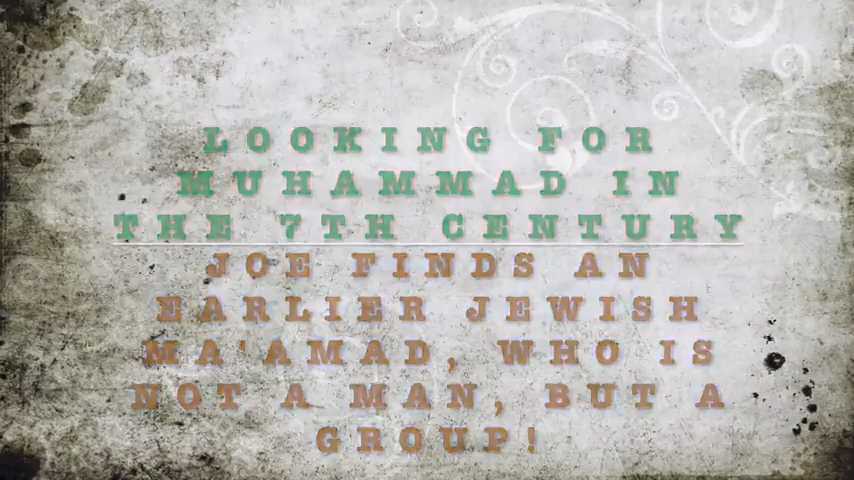 LOOKING FOR
MUHAMMAD IN
THE 7TH CENTURY
JOE FINDS AN
EARLIER JEWISH
MA'AMAD, WHO IS
NOT A MAN, BUT A
GROUP!